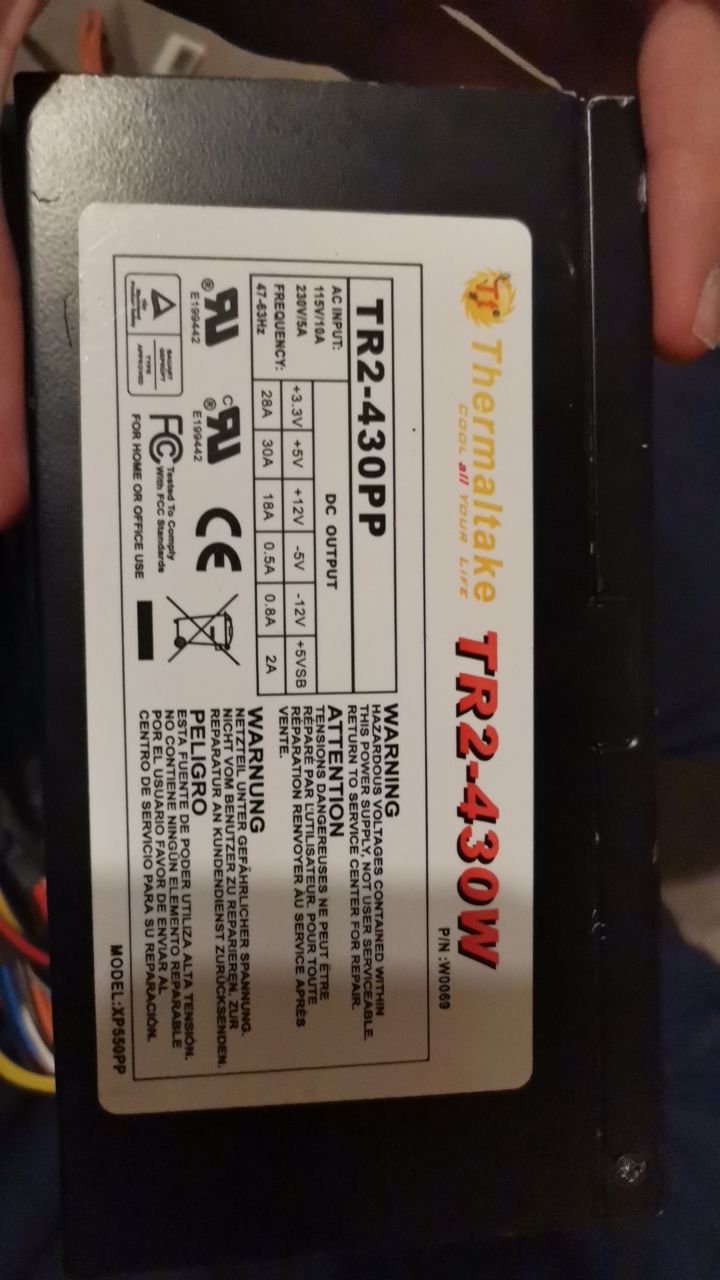 Thermaltake TR2-430W
COOL all YOUR LIFE
P/N :W0069
TR2-430PP
AC INPUT:
115V/10A
230V/5A
FREQUENCY:
47-63Hz
DC OUTPUT
+3.3V +5V +12V -5V -12V +5VSB
28A 30A 18A 0.5A 0.8A 2A
E199442
C
E199442
CE
TYPE
APPROVED
FC Tested To Comply
With FCC Standards
FOR HOME OR OFFICE USE
WARNING
HAZARDOUS VOLTAGES CONTAINED WITHIN
THIS POWER SUPPLY, NOT USER SERVICEABLE.
RETURN TO SERVICE CENTER FOR REPAIR.
ATTENTION
TENSIONS DANGEREUSES NE PEUT ÊTRE
RÉPARÉ PAR L'UTILISATEUR. POUR TOUTE
RÉPARATION RENVOYER AU SERVICE APRÈS
VENTE.
WARNUNG
NETZTEIL UNTER GEFÄHRLICHER SPANNUNG.
NICHT VOM BENUTZER ZU REPARIEREN. ZUR
REPARATUR AN KUNDENDIENST ZURÜCKSENDEN.
PELIGRO
ESTA FUENTE DE PODER UTILIZA ALTA TENSIÓN.
NO CONTIENE NINGÚN ELEMENTO REPARABLE
POR EL USUARIO FAVOR DE ENVIAR AL
CENTRO DE SERVICIO PARA SU REPARACIÓN.
MODEL:XP550PP